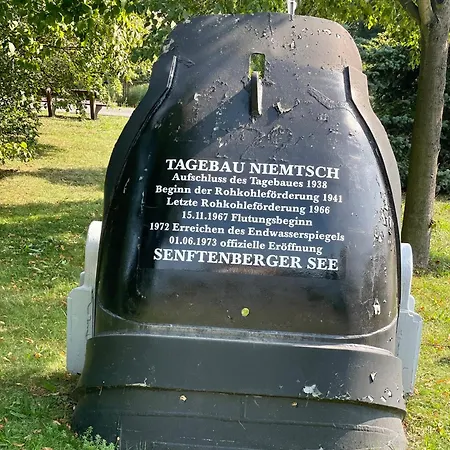 TAGEBAU NIEMTSCH
Aufschluss des Tagebaues 1938
Beginn der Rohkohleförderung 1941
Letzte Rohkohleförderung 1966
15.11.1967 Flutungsbeginn
1972 Erreichen des Endwasserspiegels
01.06.1973 offizielle Eröffnung
SENFTENBERGER SEE